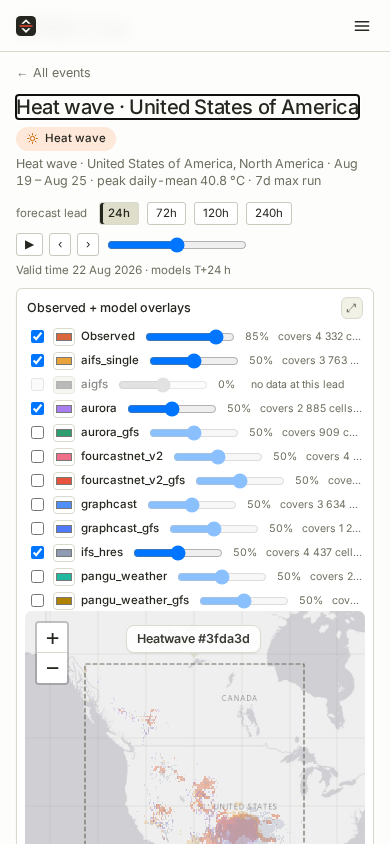 ← All events
Heat wave · United States of America
Heat wave
Heat wave · United States of America, North America · Aug
19 – Aug 25 · peak daily-mean 40.8 °C · 7d max run
forecast lead 24h 72h 120h 240h
▶ ‹ ›
Valid time 22 Aug 2026 · models T+24 h
Observed + model overlays
Observed 85% covers 4 332 c…
aifs_single 50% covers 3 763 …
aigfs 0% no data at this lead
aurora 50% covers 2 885 cells…
aurora_gfs 50% covers 909 c…
fourcastnet_v2 50% covers 4 …
fourcastnet_v2_gfs 50% cove…
graphcast 50% covers 3 634 …
graphcast_gfs 50% covers 1 2…
ifs_hres 50% covers 4 437 cell…
pangu_weather 50% covers 2…
pangu_weather_gfs 50% cov…
+
Heatwave #3fda3d
−
CANADA
UNITED STATES